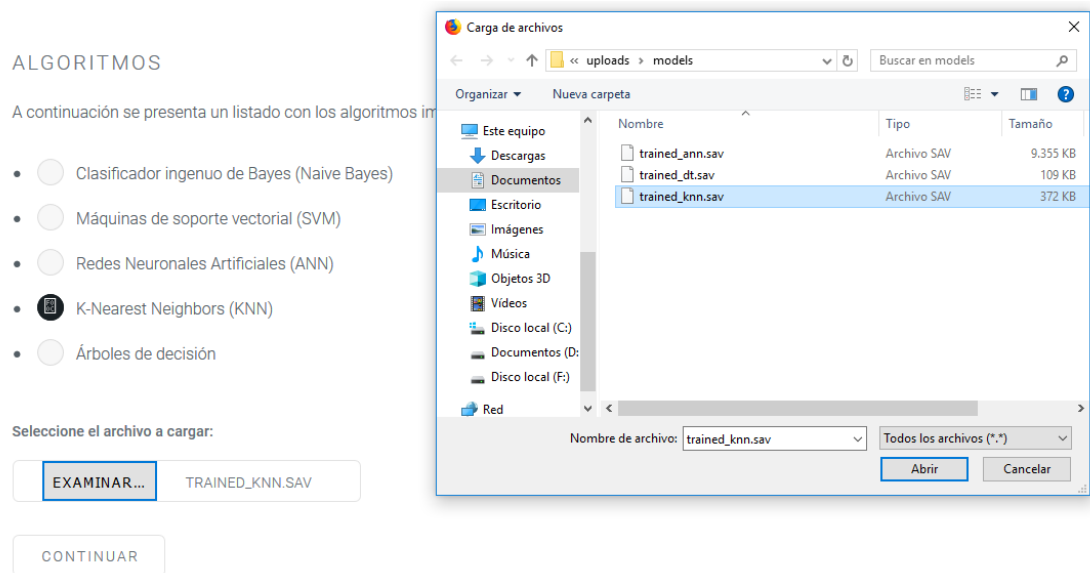 ALGORITMOS
A continuación se presenta un listado con los algoritmos im
Clasificador ingenuo de Bayes (Naive Bayes)
Máquinas de soporte vectorial (SVM)
Redes Neuronales Artificiales (ANN)
K-Nearest Neighbors (KNN)
Árboles de decisión
Seleccione el archivo a cargar:
EXAMINAR... TRAINED_KNN.SAV
CONTINUAR
Carga de archivos
« uploads › models Buscar en models
Organizar Nueva carpeta
Este equipo
Descargas
Documentos
Escritorio
Imágenes
Música
Objetos 3D
Vídeos
Disco local (C:)
Documentos (D:
Disco local (F:)
Red
Nombre Tipo Tamaño
trained_ann.sav Archivo SAV 9.355 KB
trained_dt.sav Archivo SAV 109 KB
trained_knn.sav Archivo SAV 372 KB
Nombre de archivo: trained_knn.sav Todos los archivos (*.*)
Abrir Cancelar